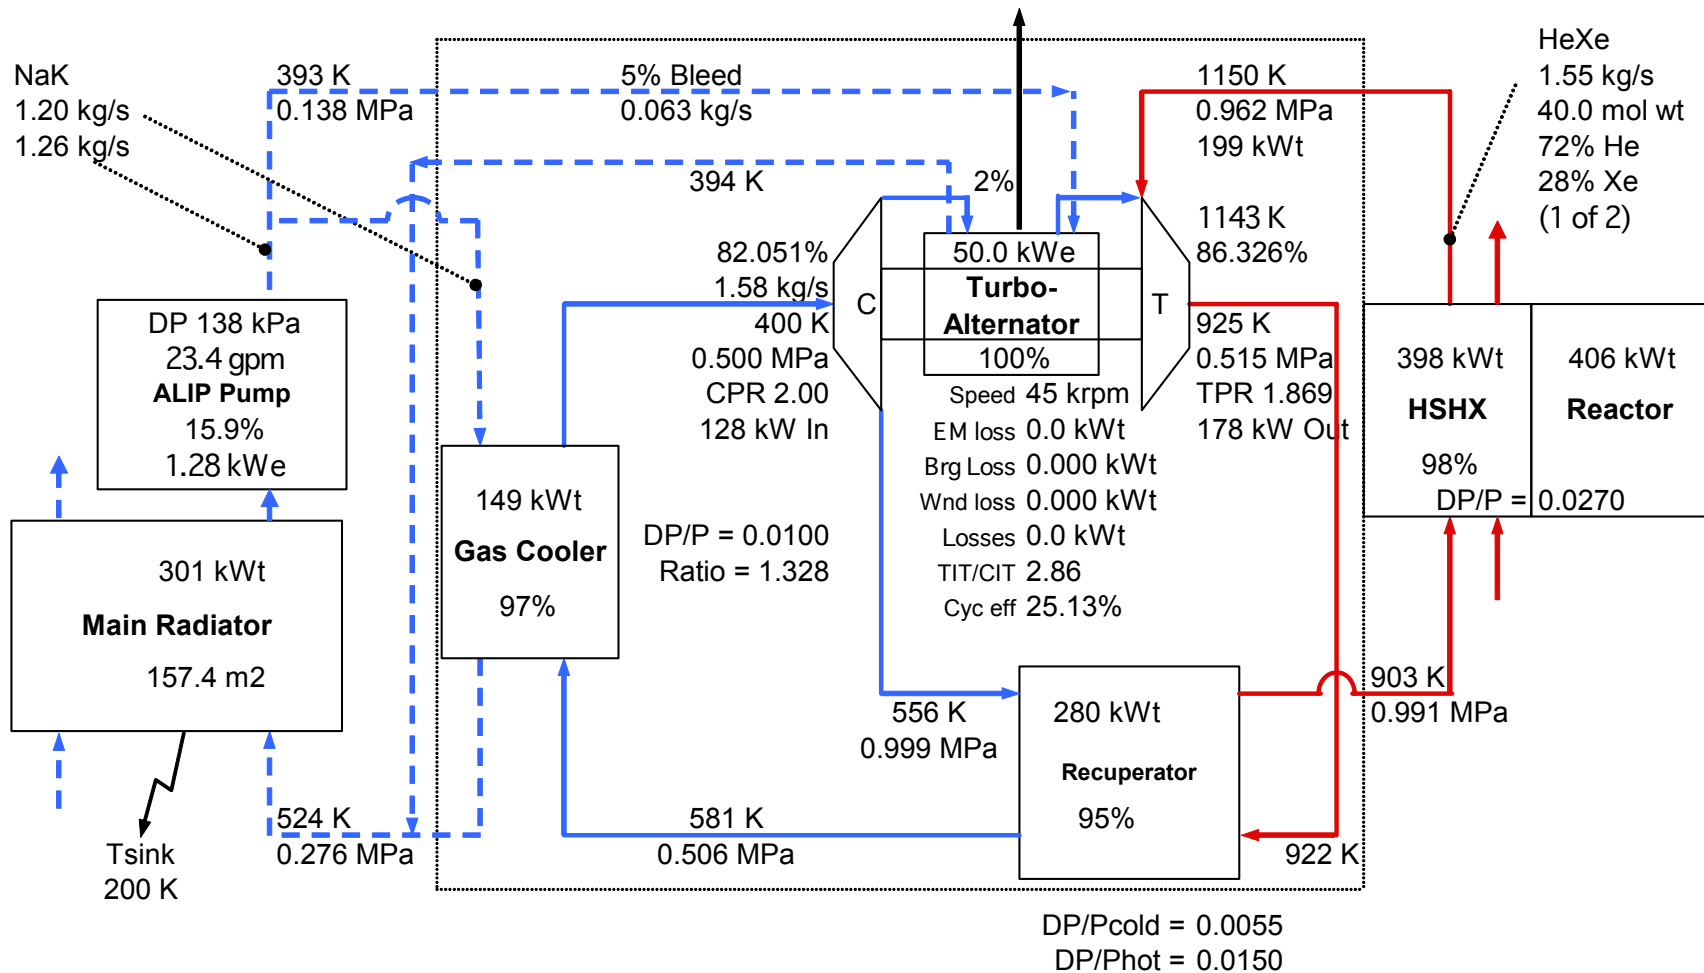 NaK
1.20 kg/s
1.26 kg/s
393 K
0.138 MPa
5% Bleed
0.063 kg/s
394 K
2%
1150 K
0.962 MPa
199 kWt
HeXe
1.55 kg/s
40.0 mol wt
72% He
28% Xe
(1 of 2)
1143 K
86.326%
82.051%
1.58 kg/s
400 K
0.500 MPa
CPR 2.00
128 kW In
C
50.0 kWe
Turbo-
Alternator
100%
T
Speed 45 krpm
EM loss 0.0 kWt
Brg Loss 0.000 kWt
Wnd loss 0.000 kWt
Losses 0.0 kWt
TIT/CIT 2.86
Cyc eff 25.13%
925 K
0.515 MPa
TPR 1.869
178 kW Out
398 kWt
HSHX
98%
DP/P = 0.0270
406 kWt
Reactor
DP 138 kPa
23.4 gpm
ALIP Pump
15.9%
1.28 kWe
149 kWt
Gas Cooler
97%
DP/P = 0.0100
Ratio = 1.328
301 kWt
Main Radiator
157.4 m2
556 K
0.999 MPa
280 kWt
Recuperator
95%
903 K
0.991 MPa
524 K
0.276 MPa
581 K
0.506 MPa
922 K
Tsink
200 K
DP/Pcold = 0.0055
DP/Phot = 0.0150